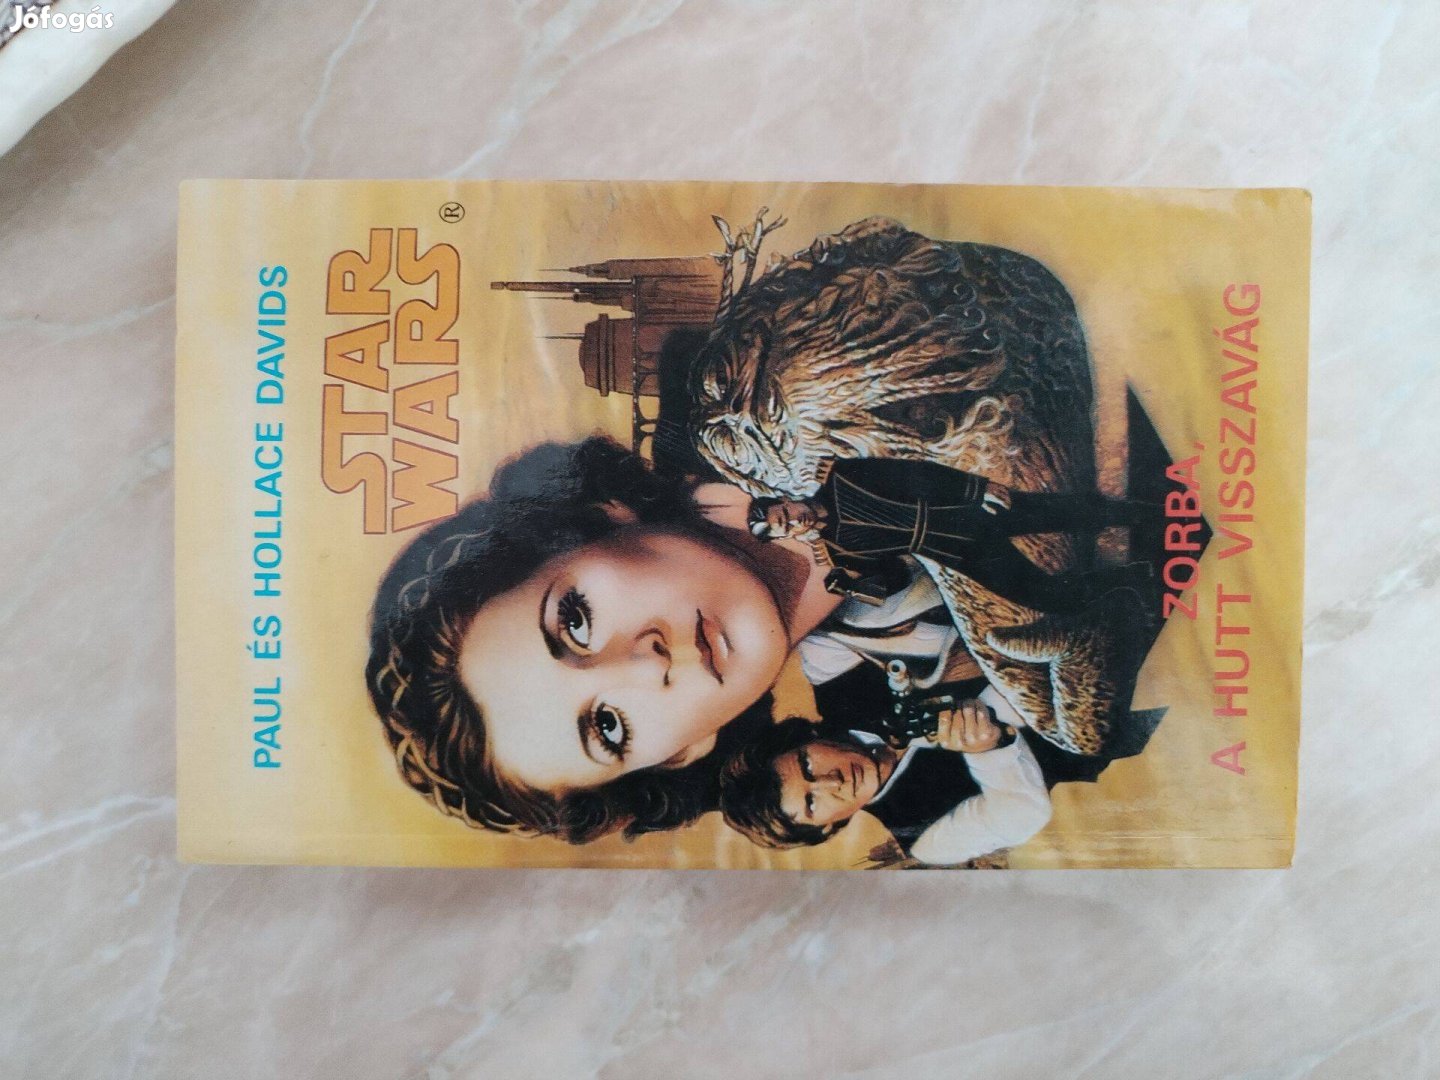 Jófogás
PAUL ÉS HOLLACE DAVIDS
STAR
WARS®
ZORBA,
A HUTT VISSZAVÁG